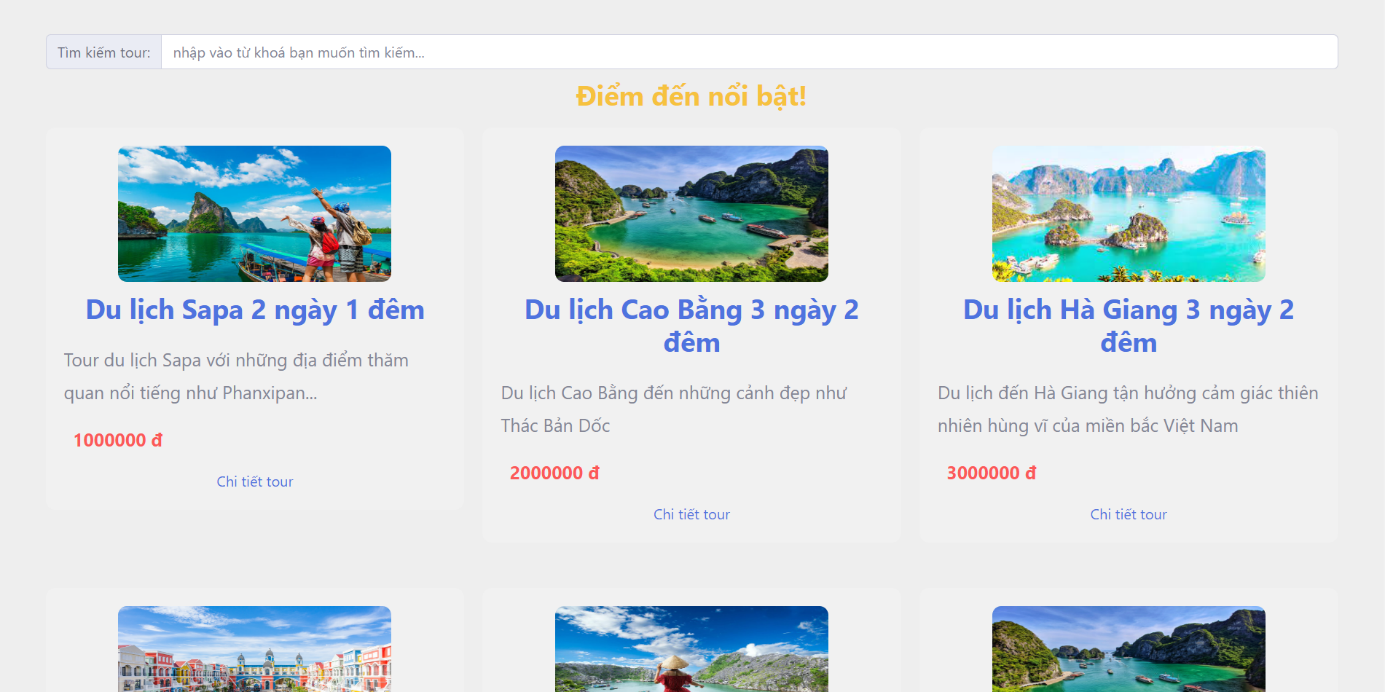 Tìm kiếm tour:
nhập vào từ khoá bạn muốn tìm kiếm...
Điểm đến nổi bật!
Du lịch Sapa 2 ngày 1 đêm
Tour du lịch Sapa với những địa điểm thăm
quan nổi tiếng như Phanxipan...
1000000 đ
Chi tiết tour
Du lịch Cao Bằng 3 ngày 2
đêm
Du lịch Cao Bằng đến những cảnh đẹp như
Thác Bản Dốc
2000000 đ
Chi tiết tour
Du lịch Hà Giang 3 ngày 2
đêm
Du lịch đến Hà Giang tận hưởng cảm giác thiên
nhiên hùng vĩ của miền bắc Việt Nam
3000000 đ
Chi tiết tour